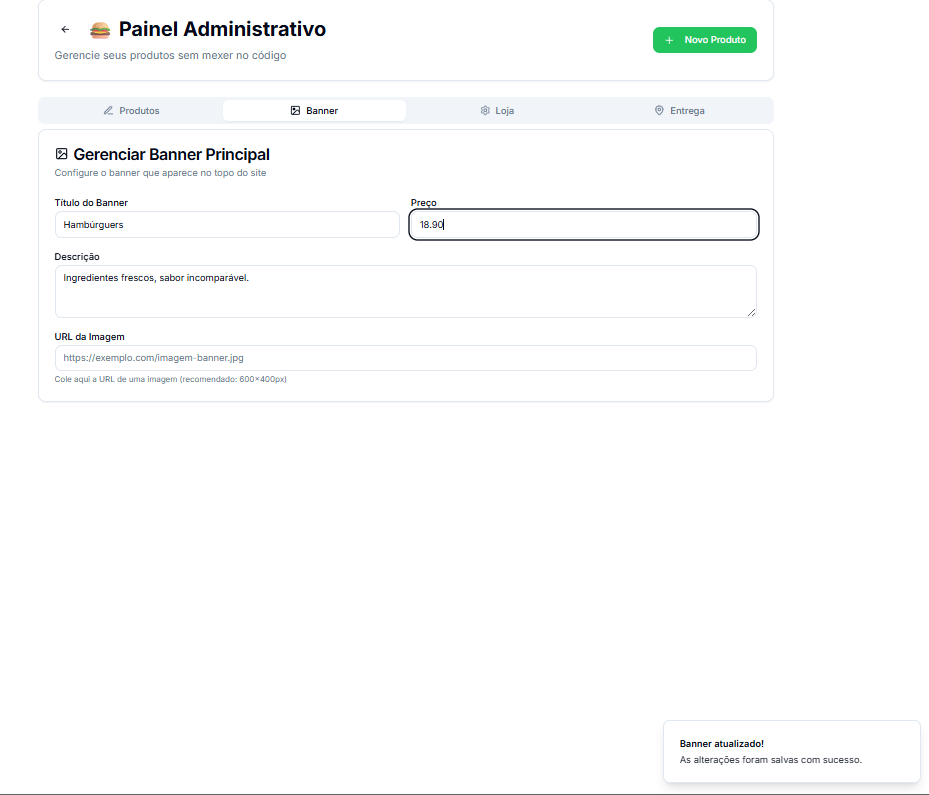 Painel Administrativo
Gerencie seus produtos sem mexer no código
Novo Produto
Produtos
Banner
Loja
Entrega
Gerenciar Banner Principal
Configure o banner que aparece no topo do site
Título do Banner
Preço
Hambúrguers
18.90
Descrição
Ingredientes frescos, sabor incomparável.
URL da Imagem
https://exemplo.com/imagem-banner.jpg
Cole aqui a URL de uma imagem (recomendado: 600x400px)
Banner atualizado!
As alterações foram salvas com sucesso.